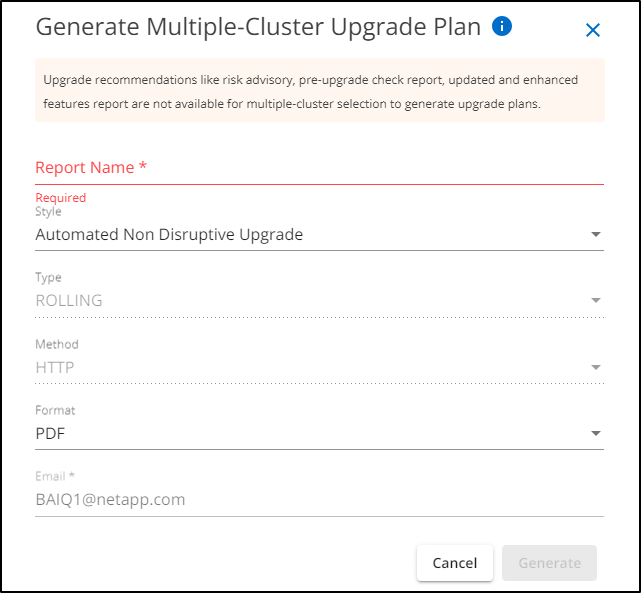 Generate Multiple-Cluster Upgrade Plan i
Upgrade recommendations like risk advisory, pre-upgrade check report, updated and enhanced
features report are not available for multiple-cluster selection to generate upgrade plans.
Report Name *
Required
Style
Automated Non Disruptive Upgrade
Type
ROLLING
Method
HTTP
Format
PDF
Email *
BAIQ1@netapp.com
Cancel Generate